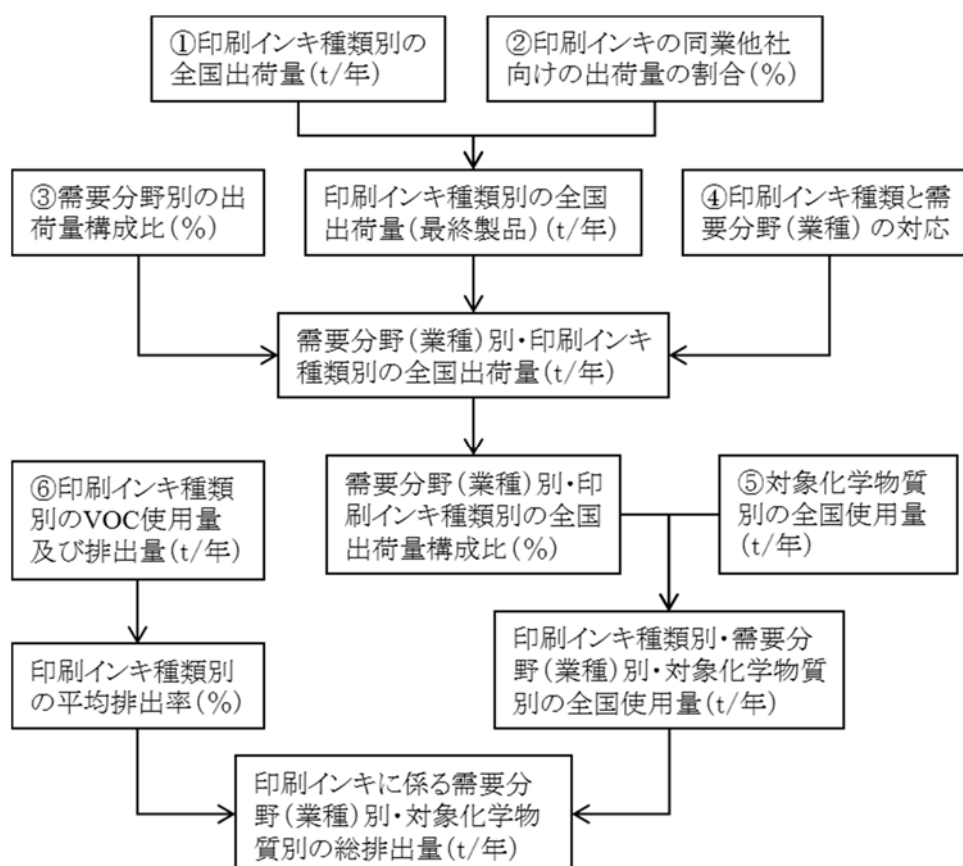 ①印刷インキ種類別の
全国出荷量(t/年)
②印刷インキの同業他社
向けの出荷量の割合(%)
③需要分野別の出
荷量構成比(%)
印刷インキ種類別の全国
出荷量(最終製品)(t/年)
④印刷インキ種類と需
要分野(業種)の対応
需要分野(業種)別・印刷インキ
種類別の全国出荷量(t/年)
⑥印刷インキ種類
別のVOC使用量
及び排出量(t/年)
需要分野(業種)別・印
刷インキ種類別の全国
出荷量構成比(%)
⑤対象化学物質
別の全国使用量
(t/年)
印刷インキ種類別
の平均排出率(%)
印刷インキ種類別・需要分
野(業種)別・対象化学物質
別の全国使用量(t/年)
印刷インキに係る需要分
野(業種)別・対象化学物
質別の総排出量(t/年)